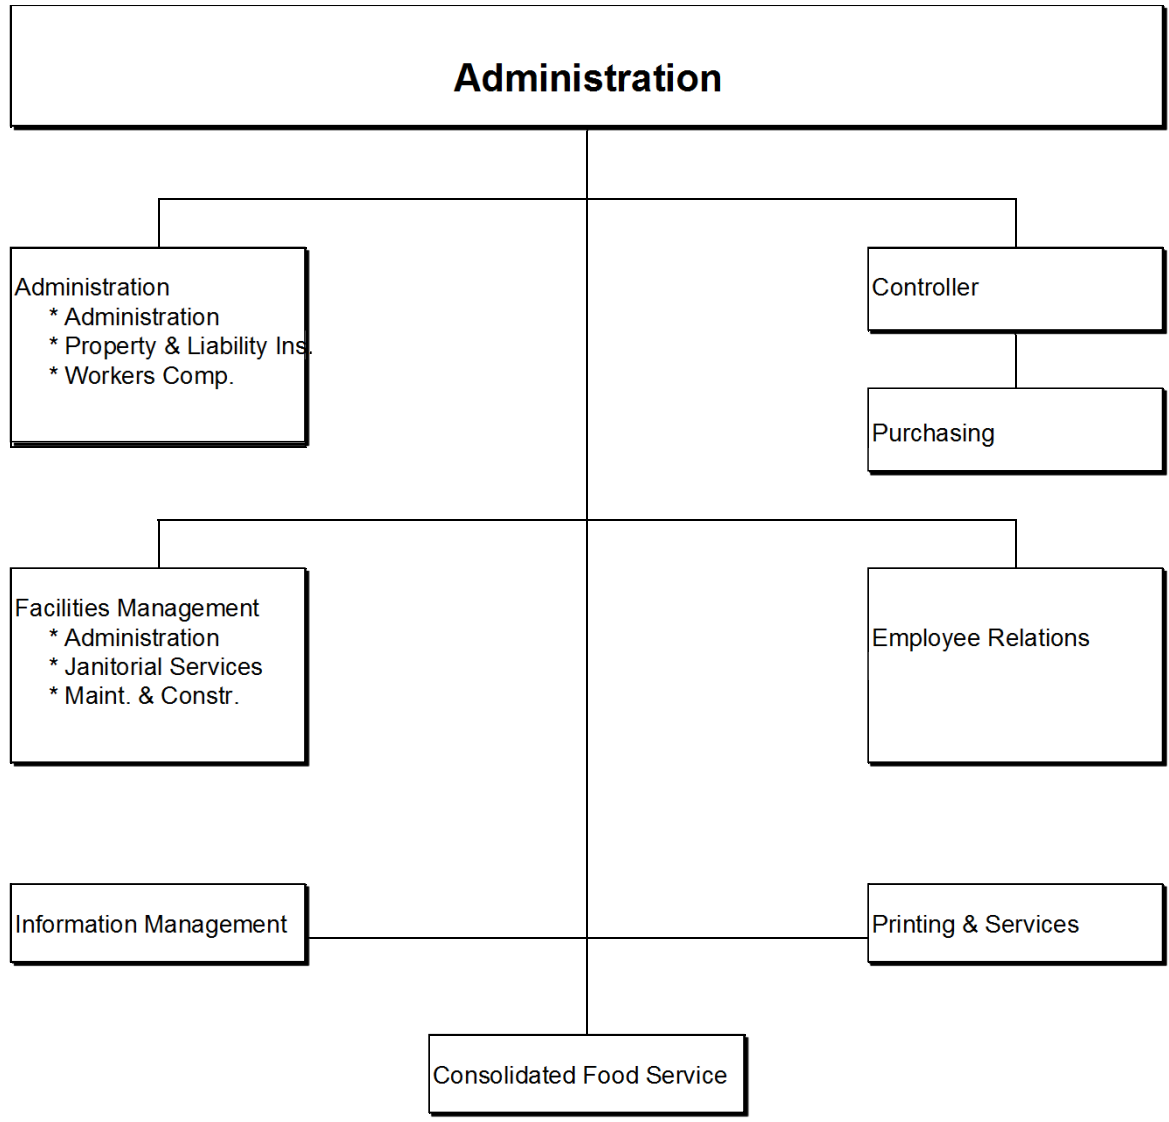 Administration
Administration
* Administration
* Property & Liability Ins.
* Workers Comp.
Controller
Purchasing
Facilities Management
* Administration
* Janitorial Services
* Maint. & Constr.
Employee Relations
Information Management
Printing & Services
Consolidated Food Service